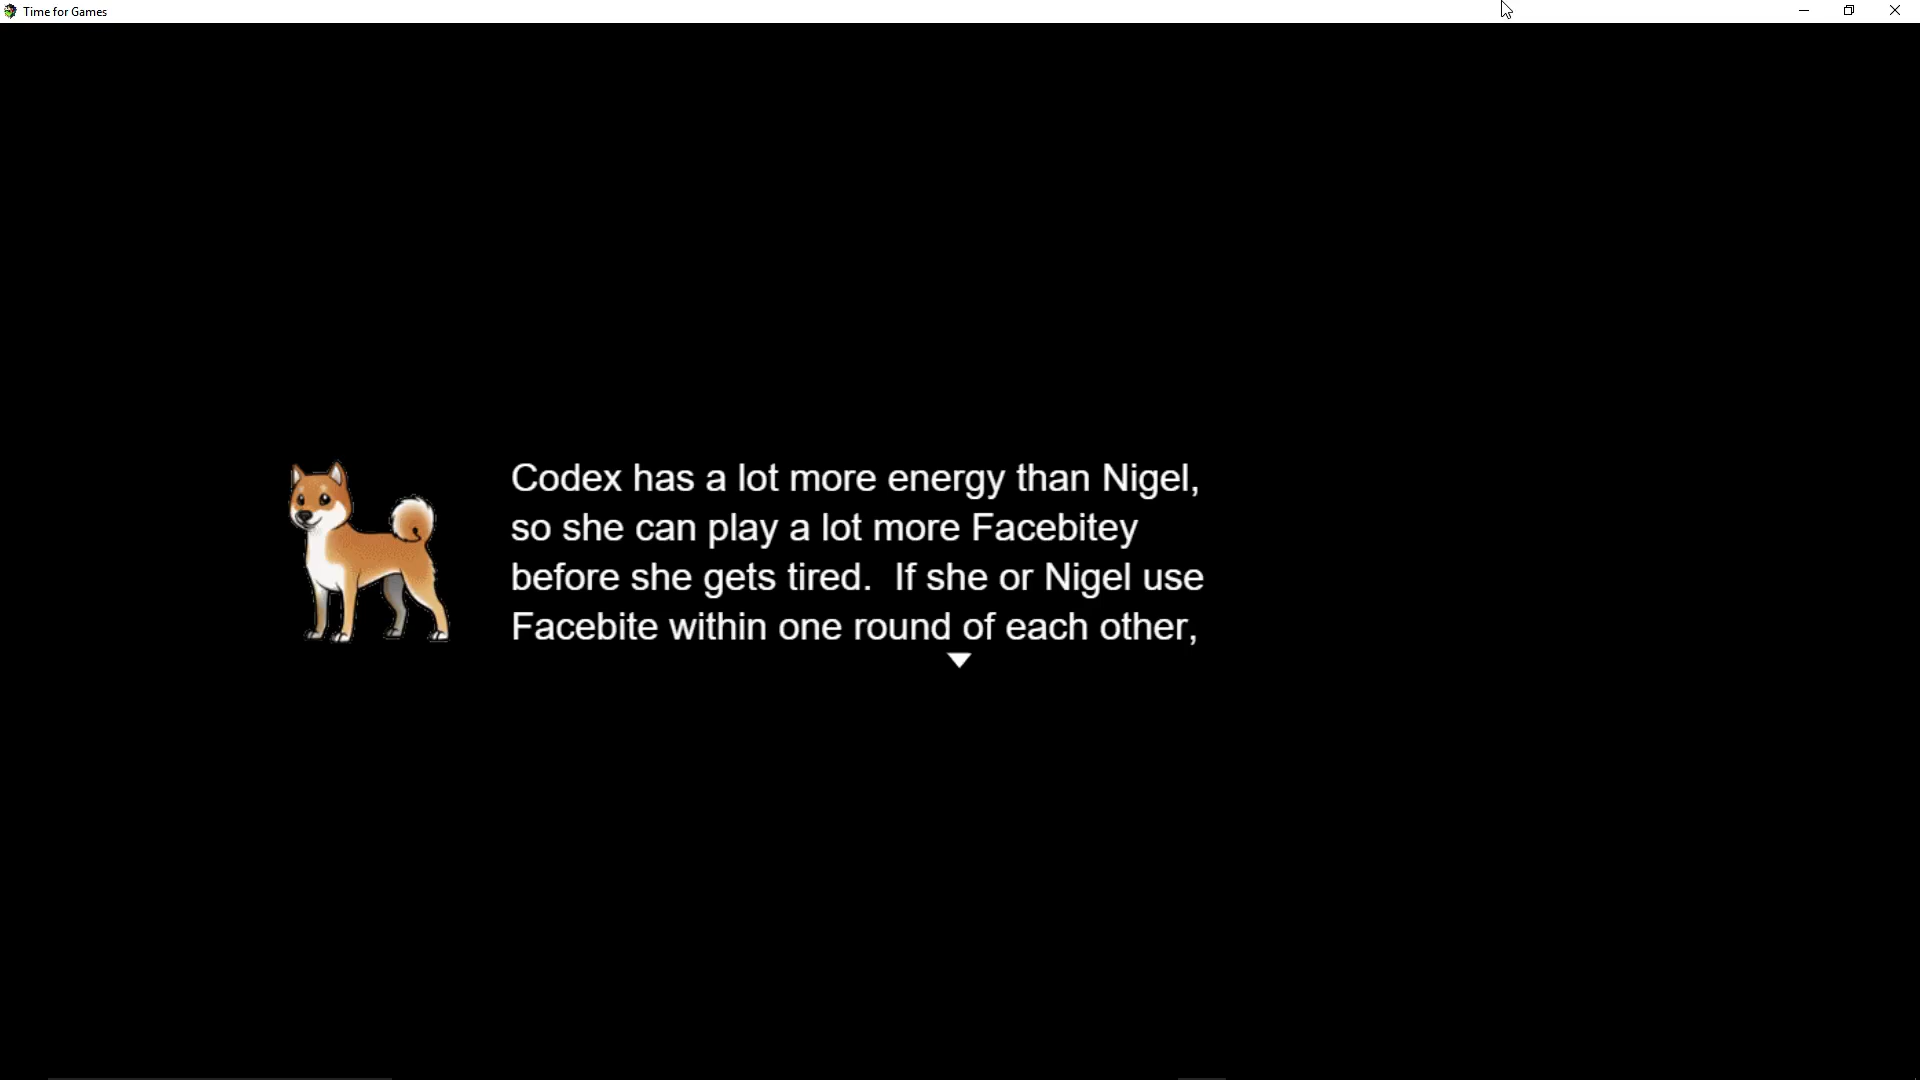 Time for Games
Codex has a lot more energy than Nigel,
so she can play a lot more Facebitey
before she gets tired.  If she or Nigel use
Facebite within one round of each other,